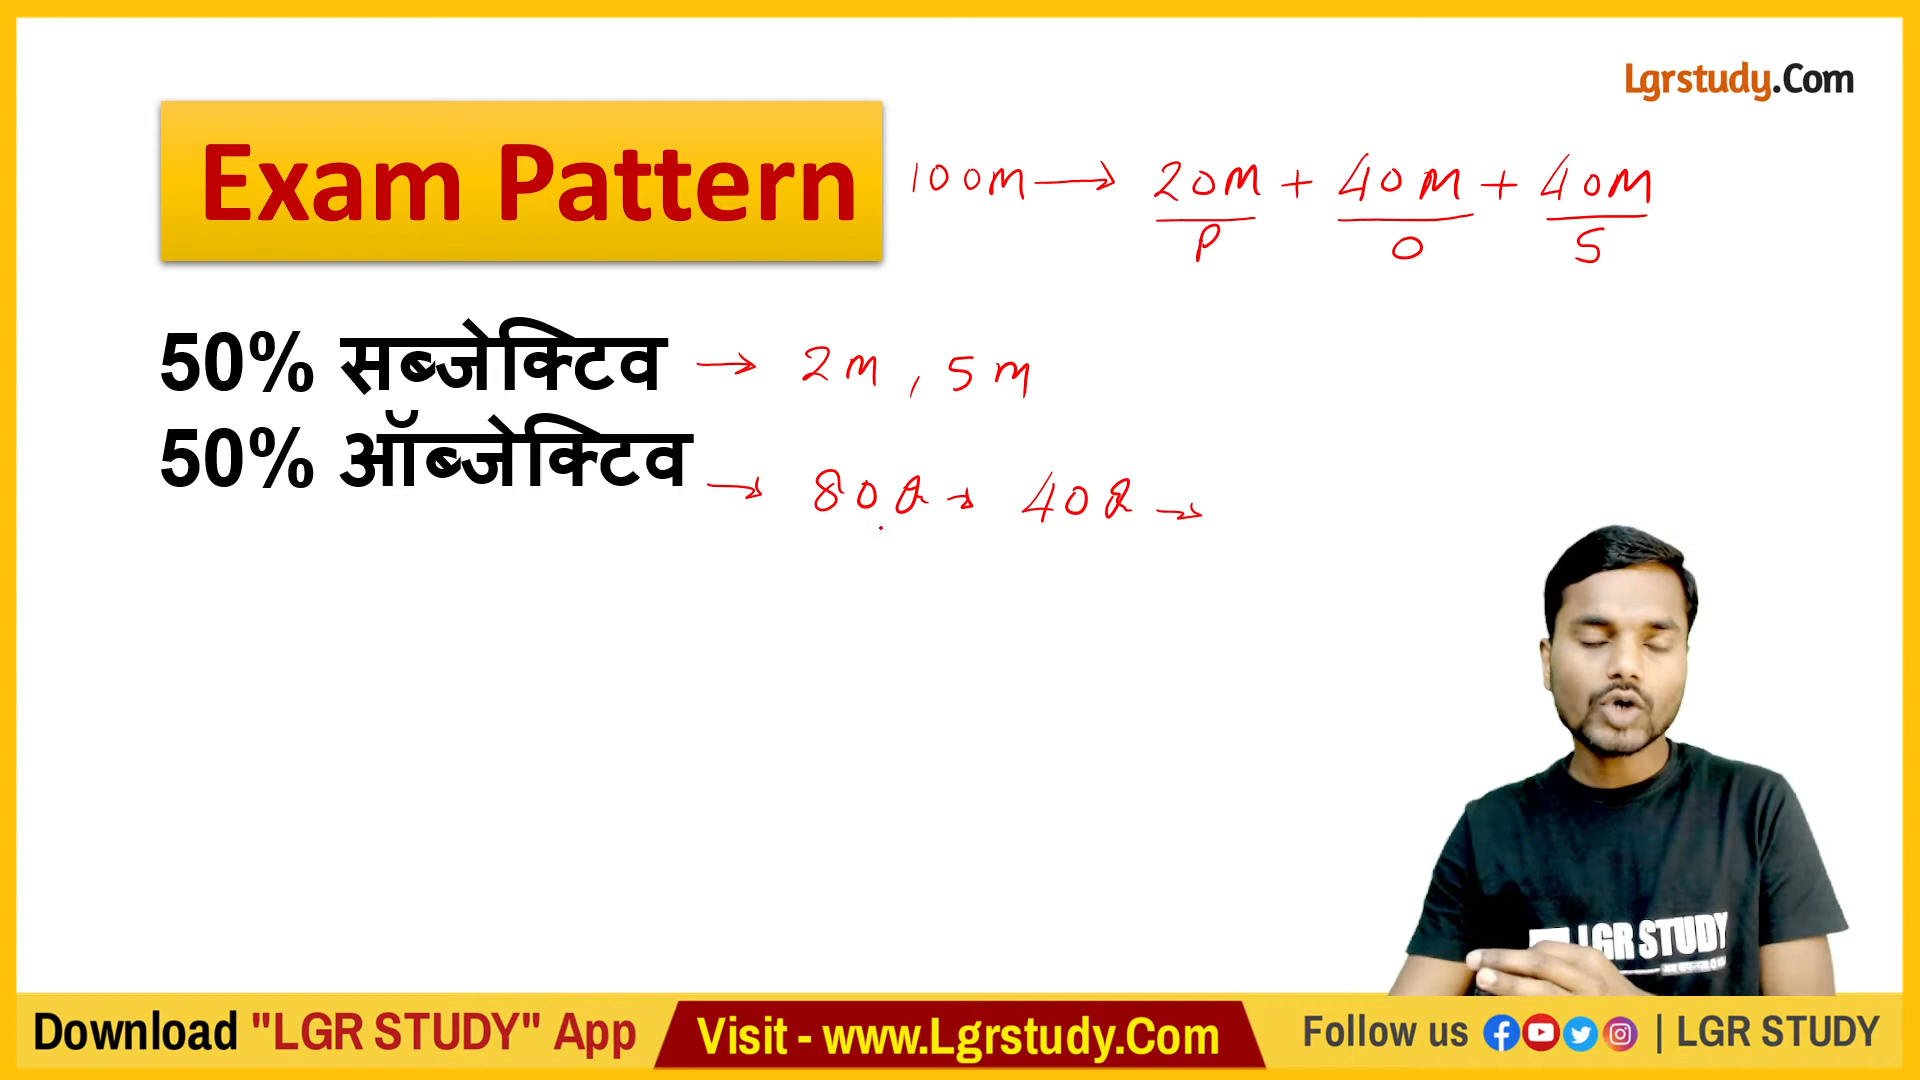 Lgrstudy.Com
Exam Pattern
100M → 20M + 40M + 40M
P O S
50% सब्जेक्टिव → 2m, 5m
50% ऑब्जेक्टिव → 80Q → 40Q →
LGR STUDY
Download "LGR STUDY" App
Visit - www.Lgrstudy.Com
Follow us | LGR STUDY